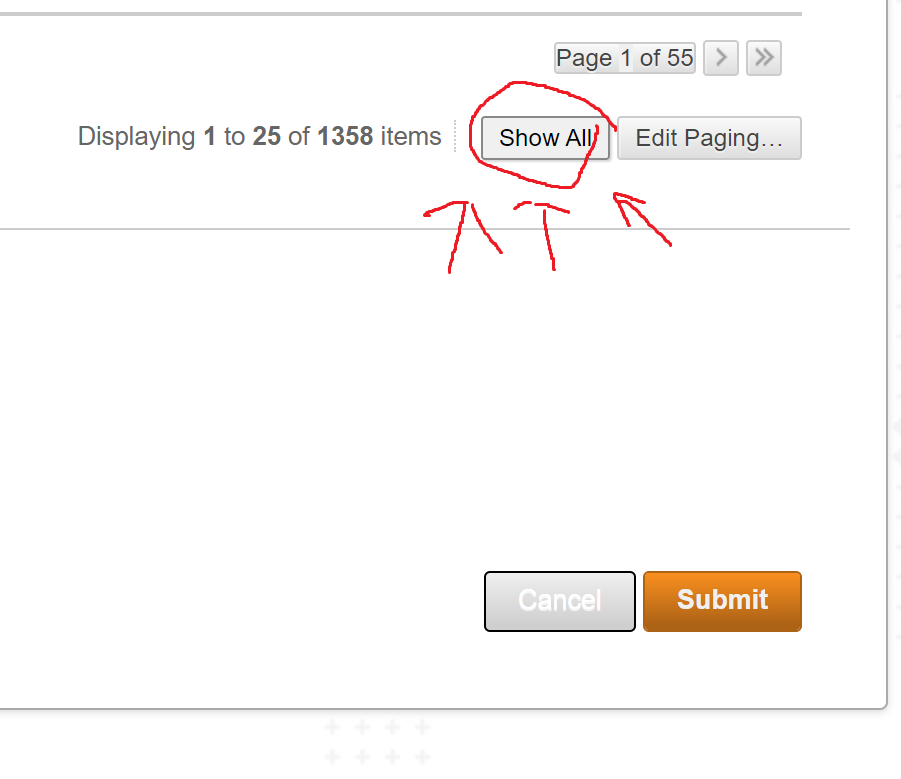 Page 1 of 55
Displaying 1 to 25 of 1358 items Show All Edit Paging...
Cancel Submit